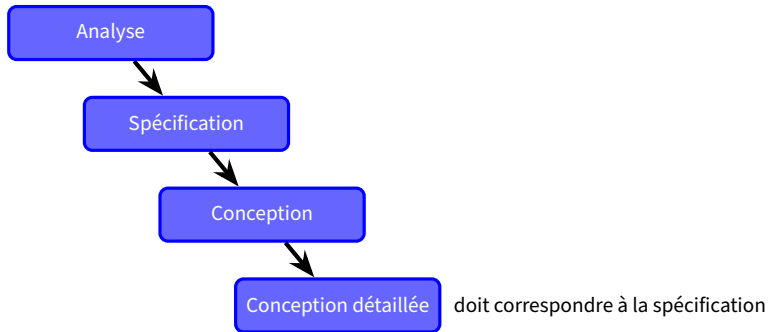 Analyse
Spécification
Conception
Conception détaillée doit correspondre à la spécification